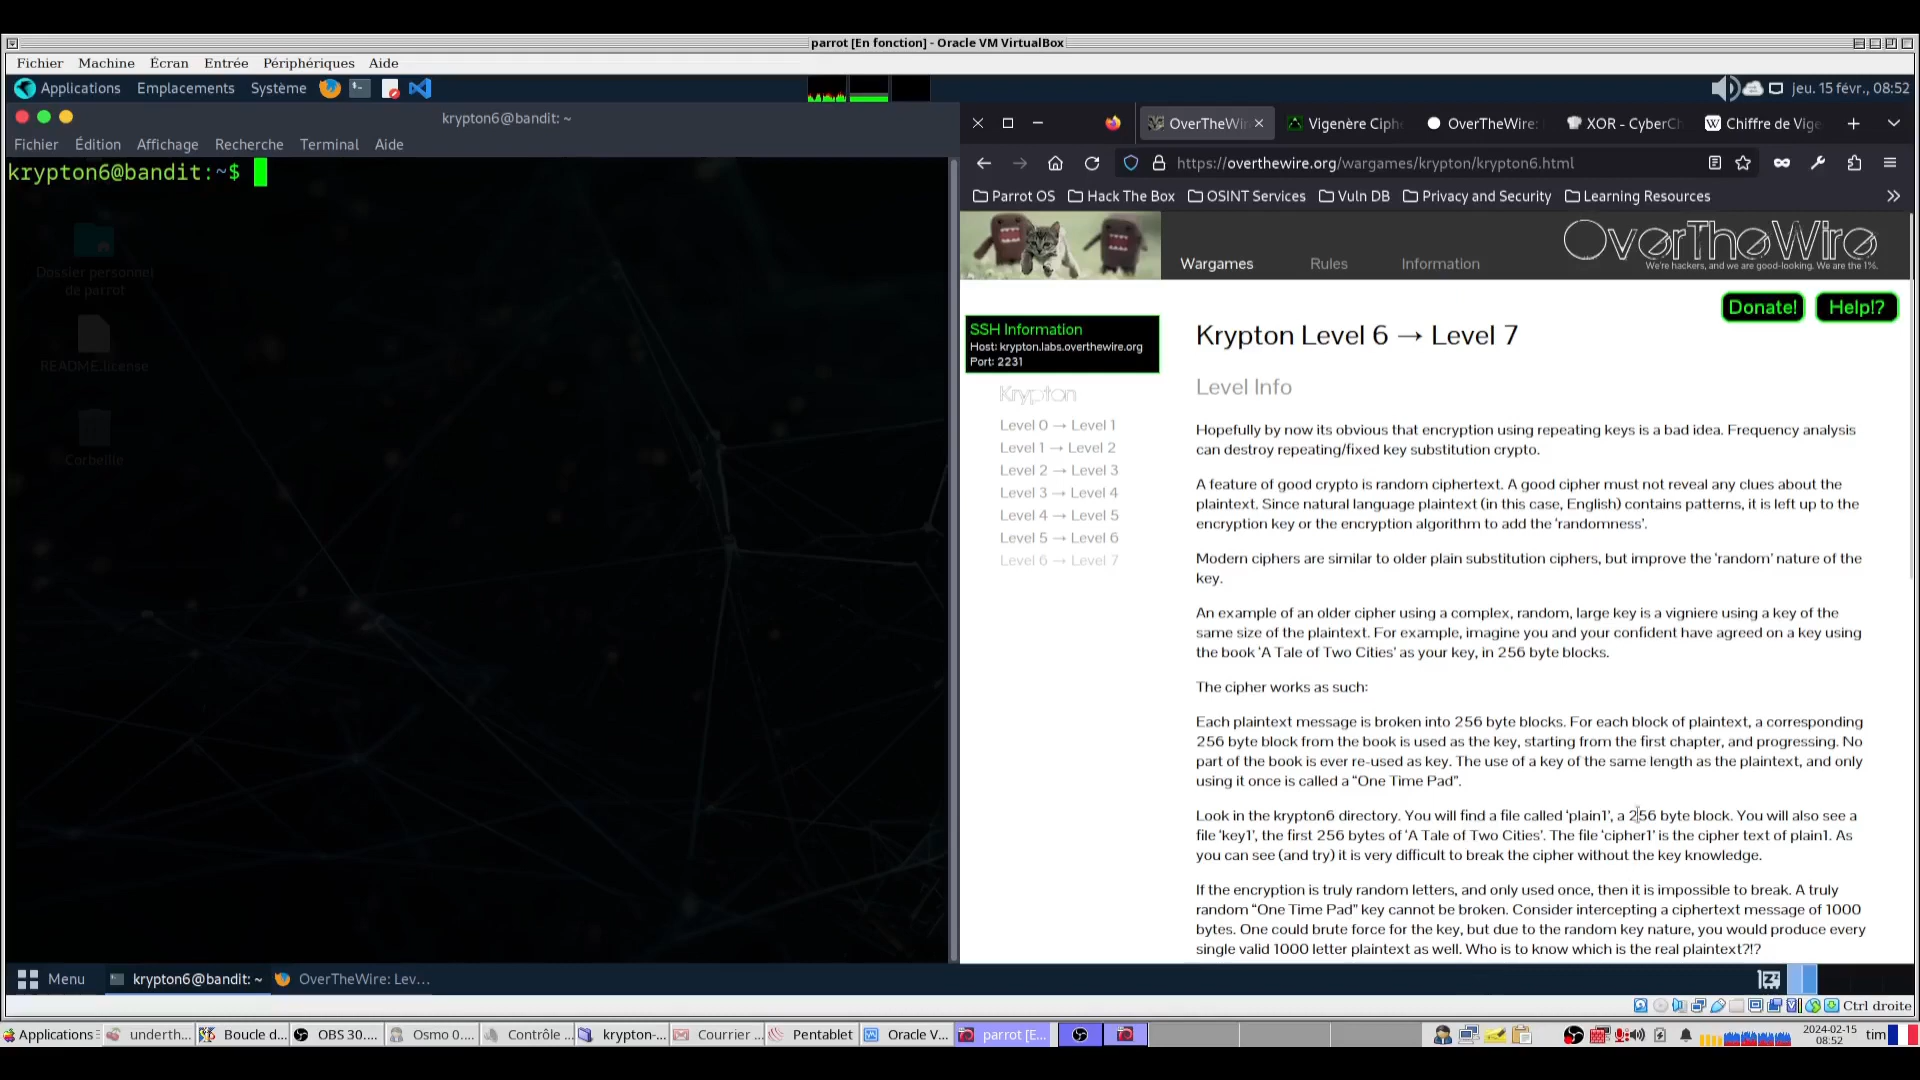 parrot [En fonction] - Oracle VM VirtualBox
Fichier Machine Écran Entrée Périphériques Aide
Applications Emplacements Système
jeu. 15 févr., 08:52
krypton6@bandit: ~
Fichier Édition Affichage Recherche Terminal Aide
krypton6@bandit:~$
Dossier personnel
de parrot
README.license
Corbeille
OverTheWir
Vigenère Ciph
OverTheWire:
XOR - CyberCh
Chiffre de Vige
https://overthewire.org/wargames/krypton/krypton6.html
Parrot OS Hack The Box OSINT Services Vuln DB Privacy and Security Learning Resources
Wargames Rules Information
OverTheWire
We're hackers, and we are good-looking. We are the 1%.
Donate! Help!?
SSH Information
Host: krypton.labs.overthewire.org
Port: 2231
Krypton
Level 0 → Level 1
Level 1 → Level 2
Level 2 → Level 3
Level 3 → Level 4
Level 4 → Level 5
Level 5 → Level 6
Level 6 → Level 7
Krypton Level 6 → Level 7
Level Info
Hopefully by now its obvious that encryption using repeating keys is a bad idea. Frequency analysis
can destroy repeating/fixed key substitution crypto.
A feature of good crypto is random ciphertext. A good cipher must not reveal any clues about the
plaintext. Since natural language plaintext (in this case, English) contains patterns, it is left up to the
encryption key or the encryption algorithm to add the 'randomness'.
Modern ciphers are similar to older plain substitution ciphers, but improve the 'random' nature of the
key.
An example of an older cipher using a complex, random, large key is a vigniere using a key of the
same size of the plaintext. For example, imagine you and your confident have agreed on a key using
the book 'A Tale of Two Cities' as your key, in 256 byte blocks.
The cipher works as such:
Each plaintext message is broken into 256 byte blocks. For each block of plaintext, a corresponding
256 byte block from the book is used as the key, starting from the first chapter, and progressing. No
part of the book is ever re-used as key. The use of a key of the same length as the plaintext, and only
using it once is called a “One Time Pad”.
Look in the krypton6 directory. You will find a file called 'plain1', a 256 byte block. You will also see a
file 'key1', the first 256 bytes of 'A Tale of Two Cities'. The file 'cipher1' is the cipher text of plain1. As
you can see (and try) it is very difficult to break the cipher without the key knowledge.
If the encryption is truly random letters, and only used once, then it is impossible to break. A truly
random “One Time Pad” key cannot be broken. Consider intercepting a ciphertext message of 1000
bytes. One could brute force for the key, but due to the random key nature, you would produce every
single valid 1000 letter plaintext as well. Who is to know which is the real plaintext?!?
Menu krypton6@bandit: ~ OverTheWire: Lev...
Ctrl droite
Applications underth... Boucle d... OBS 30.... Osmo 0.... Contrôle ... krypton-... Courrier ... Pentablet Oracle V... parrot [E...
2024-02-15
08:52
tim